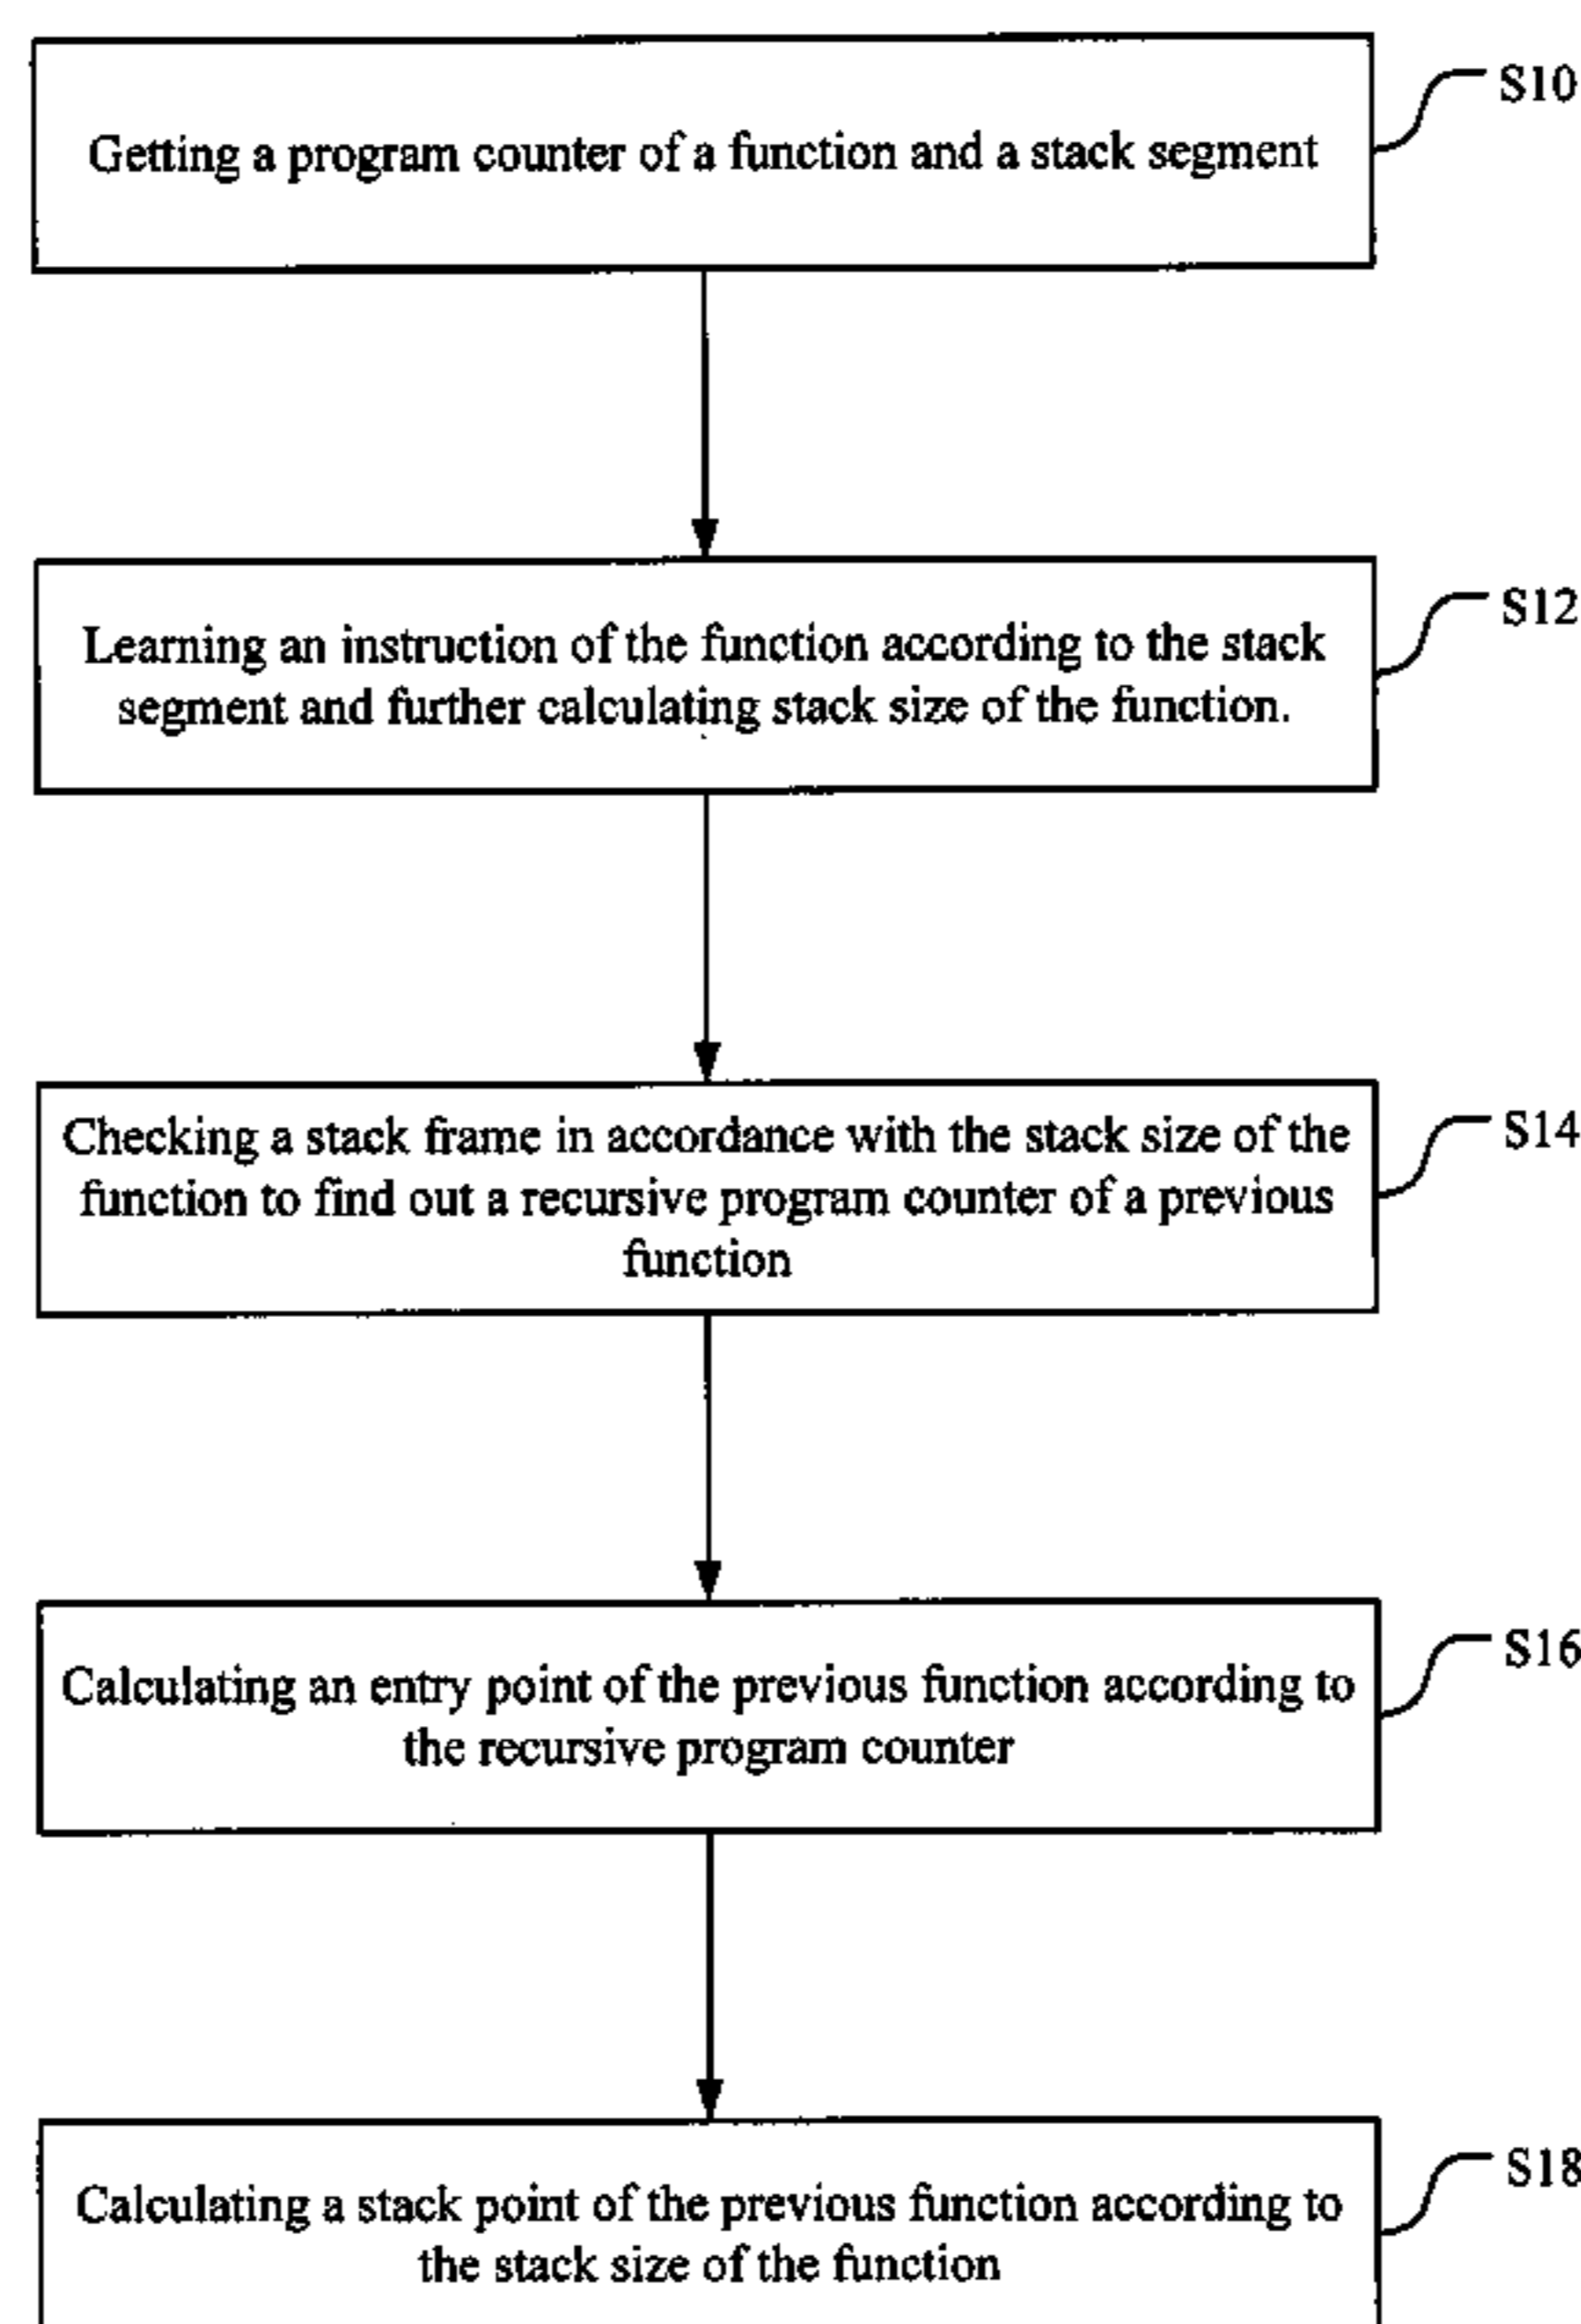 Getting a program counter of a function and a stack segment
S10
Learning an instruction of the function according to the stack
segment and further calculating stack size of the function.
S12
Checking a stack frame in accordance with the stack size of the
function to find out a recursive program counter of a previous
function
S14
Calculating an entry point of the previous function according to
the recursive program counter
S16
Calculating a stack point of the previous function according to
the stack size of the function
S18